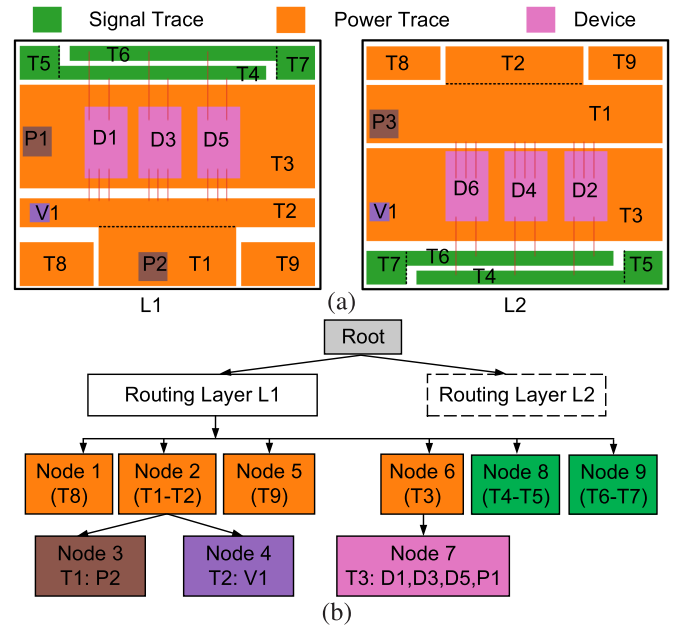 Signal Trace Power Trace Device
T5 T6 T7
T4
P1 D1 D3 D5
T3
V1 T2
T8 P2 T1 T9
L1
T8 T2 T9
P3 T1
D6 D4 D2
V1 T3
T7 T6 T5
T4
L2
(a)
Root
Routing Layer L1 Routing Layer L2
Node 1
(T8)
Node 2
(T1-T2)
Node 5
(T9)
Node 6
(T3)
Node 8
(T4-T5)
Node 9
(T6-T7)
Node 3
T1: P2
Node 4
T2: V1
Node 7
T3: D1,D3,D5,P1
(b)